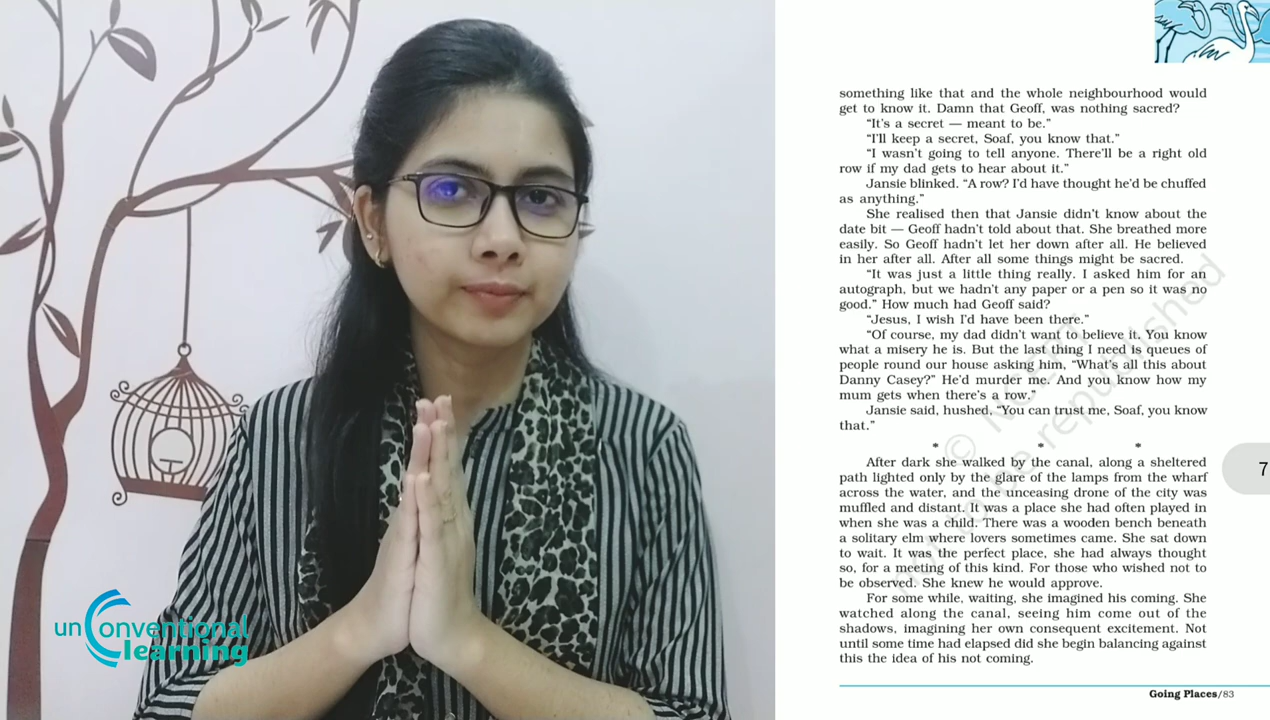 something like that and the whole neighbourhood would
get to know it. Damn that Geoff, was nothing sacred?
“It’s a secret — meant to be.”
“I’ll keep a secret, Soaf, you know that.”
“I wasn’t going to tell anyone. There’ll be a right old
row if my dad gets to hear about it.”
Jansie blinked. “A row? I’d have thought he’d be chuffed
as anything.”
She realised then that Jansie didn’t know about the
date bit — Geoff hadn’t told about that. She breathed more
easily. So Geoff hadn’t let her down after all. He believed
in her after all. After all some things might be sacred.
“It was just a little thing really. I asked him for an
autograph, but we hadn’t any paper or a pen so it was no
good.” How much had Geoff said?
“Jesus, I wish I’d have been there.”
“Of course, my dad didn’t want to believe it. You know
what a misery he is. But the last thing I need is queues of
people round our house asking him, “What’s all this about
Danny Casey?” He’d murder me. And you know how my
mum gets when there’s a row.”
Jansie said, hushed, “You can trust me, Soaf, you know
that.”
* * *
After dark she walked by the canal, along a sheltered
path lighted only by the glare of the lamps from the wharf
across the water, and the unceasing drone of the city was
muffled and distant. It was a place she had often played in
when she was a child. There was a wooden bench beneath
a solitary elm where lovers sometimes came. She sat down
to wait. It was the perfect place, she had always thought
so, for a meeting of this kind. For those who wished not to
be observed. She knew he would approve.
For some while, waiting, she imagined his coming. She
watched along the canal, seeing him come out of the
shadows, imagining her own consequent excitement. Not
until some time had elapsed did she begin balancing against
this the idea of his not coming.
Going Places/83
7
unConventional
learning
© 
be republished